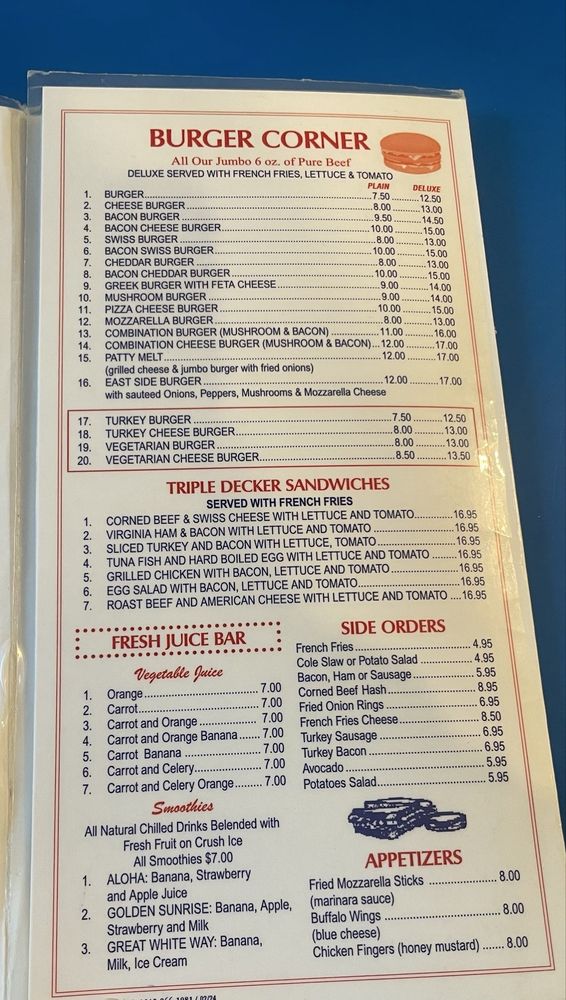 BURGER CORNER
All Our Jumbo 6 oz. of Pure Beef
DELUXE SERVED WITH FRENCH FRIES, LETTUCE & TOMATO
PLAIN DELUXE
1. BURGER 7.50 12.50
2. CHEESE BURGER 8.00 13.00
3. BACON BURGER 9.50 14.50
4. BACON CHEESE BURGER 10.00 15.00
5. SWISS BURGER 8.00 13.00
6. BACON SWISS BURGER 10.00 15.00
7. CHEDDAR BURGER 8.00 13.00
8. BACON CHEDDAR BURGER 10.00 15.00
9. GREEK BURGER WITH FETA CHEESE 9.00 14.00
10. MUSHROOM BURGER 9.00 14.00
11. PIZZA CHEESE BURGER 10.00 15.00
12. MOZZARELLA BURGER 8.00 13.00
13. COMBINATION BURGER (MUSHROOM & BACON) 11.00 16.00
14. COMBINATION CHEESE BURGER (MUSHROOM & BACON) 12.00 17.00
15. PATTY MELT 12.00 17.00
(grilled cheese & jumbo burger with fried onions)
16. EAST SIDE BURGER 12.00 17.00
with sauteed Onions, Peppers, Mushrooms & Mozzarella Cheese
17. TURKEY BURGER 7.50 12.50
18. TURKEY CHEESE BURGER 8.00 13.00
19. VEGETARIAN BURGER 8.00 13.00
20. VEGETARIAN CHEESE BURGER 8.50 13.50
TRIPLE DECKER SANDWICHES
SERVED WITH FRENCH FRIES
1. CORNED BEEF & SWISS CHEESE WITH LETTUCE AND TOMATO 16.95
2. VIRGINIA HAM & BACON WITH LETTUCE AND TOMATO 16.95
3. SLICED TURKEY AND BACON WITH LETTUCE, TOMATO 16.95
4. TUNA FISH AND HARD BOILED EGG WITH LETTUCE AND TOMATO 16.95
5. GRILLED CHICKEN WITH BACON, LETTUCE AND TOMATO 16.95
6. EGG SALAD WITH BACON, LETTUCE AND TOMATO 16.95
7. ROAST BEEF AND AMERICAN CHEESE WITH LETTUCE AND TOMATO 16.95
FRESH JUICE BAR
Vegetable Juice
1. Orange 7.00
2. Carrot 7.00
3. Carrot and Orange 7.00
4. Carrot and Orange Banana 7.00
5. Carrot Banana 7.00
6. Carrot and Celery 7.00
7. Carrot and Celery Orange 7.00
Smoothies
All Natural Chilled Drinks Belended with
Fresh Fruit on Crush Ice
All Smoothies $7.00
1. ALOHA: Banana, Strawberry
and Apple Juice
2. GOLDEN SUNRISE: Banana, Apple,
Strawberry and Milk
3. GREAT WHITE WAY: Banana,
Milk, Ice Cream
SIDE ORDERS
French Fries 4.95
Cole Slaw or Potato Salad 4.95
Bacon, Ham or Sausage 5.95
Corned Beef Hash 8.95
Fried Onion Rings 6.95
French Fries Cheese 8.50
Turkey Sausage 6.95
Turkey Bacon 6.95
Avocado 5.95
Potatoes Salad 5.95
APPETIZERS
Fried Mozzarella Sticks 8.00
(marinara sauce)
Buffalo Wings 8.00
(blue cheese)
Chicken Fingers (honey mustard) 8.00